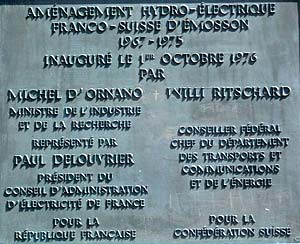 AMÉNAGEMENT HYDRO-ÉLECTRIQUE
FRANCO-SUISSE D'ÉMOSSON
1967-1975
INAUGURÉ LE 1ER OCTOBRE 1976
PAR
MICHEL D'ORNANO
MINISTRE DE L'INDUSTRIE
ET DE LA RECHERCHE
REPRÉSENTÉ PAR
PAUL DELOUVRIER
PRÉSIDENT DU
CONSEIL D'ADMINISTRATION
D'ÉLECTRICITÉ DE FRANCE
POUR LA
RÉPUBLIQUE FRANÇAISE
WILLI RITSCHARD
CONSEILLER FÉDÉRAL
CHEF DU DÉPARTEMENT
DES TRANSPORTS ET
COMMUNICATIONS
ET DE L'ÉNERGIE
POUR LA
CONFÉDÉRATION SUISSE